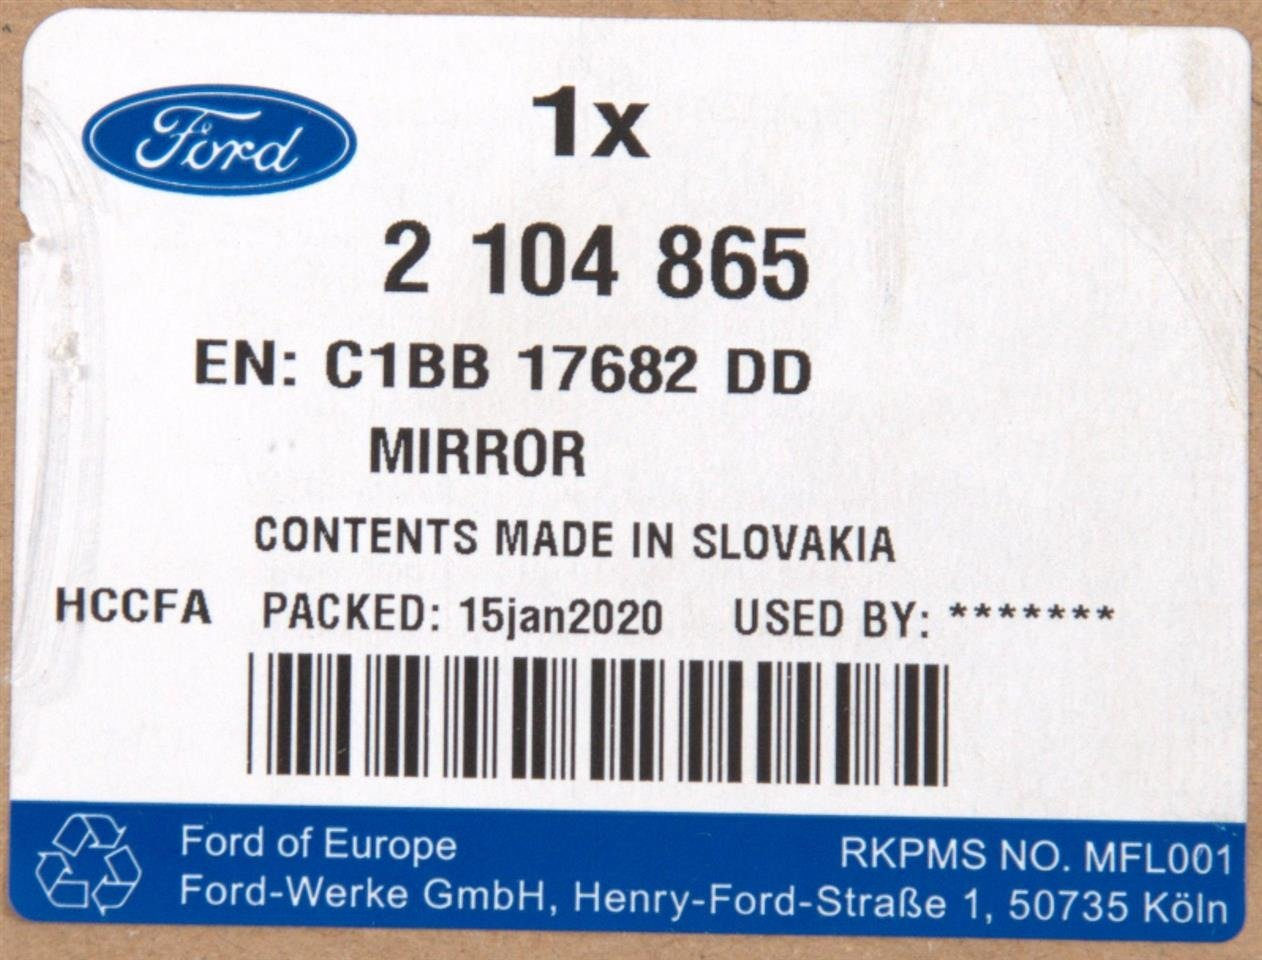 Ford
1x
2 104 865
EN: C1BB 17682 DD
MIRROR
CONTENTS MADE IN SLOVAKIA
HCCFA PACKED: 15jan2020 USED BY: *******
Ford of Europe RKPMS NO. MFL001
Ford-Werke GmbH, Henry-Ford-Straße 1, 50735 Köln